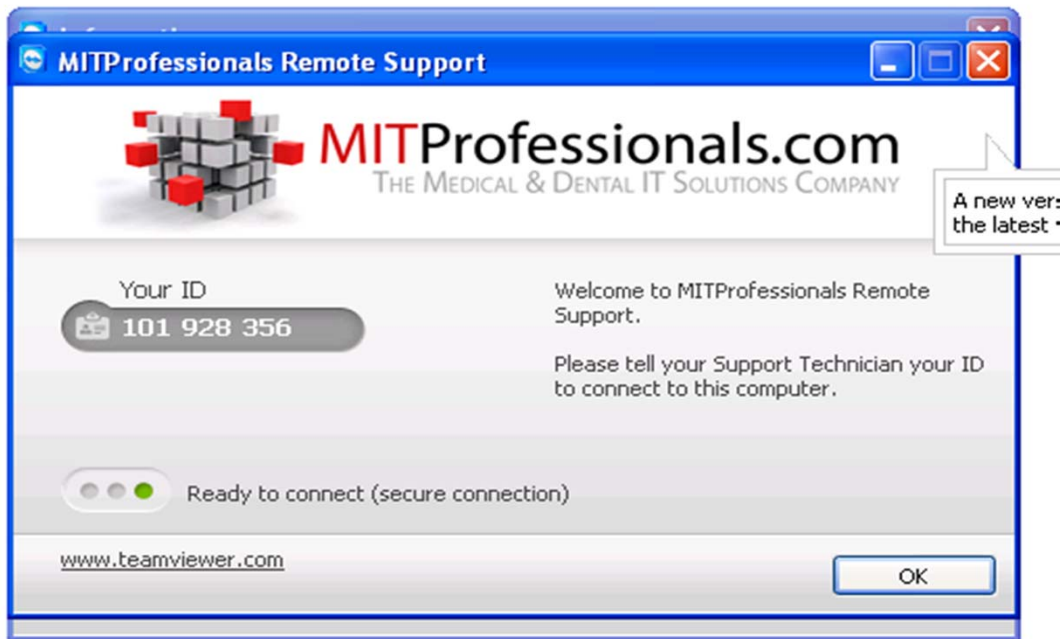 MITProfessionals Remote Support
MITProfessionals.com
THE MEDICAL & DENTAL IT SOLUTIONS COMPANY
A new vers
the latest
Your ID
101 928 356
Welcome to MITProfessionals Remote
Support.
Please tell your Support Technician your ID
to connect to this computer.
Ready to connect (secure connection)
www.teamviewer.com
OK